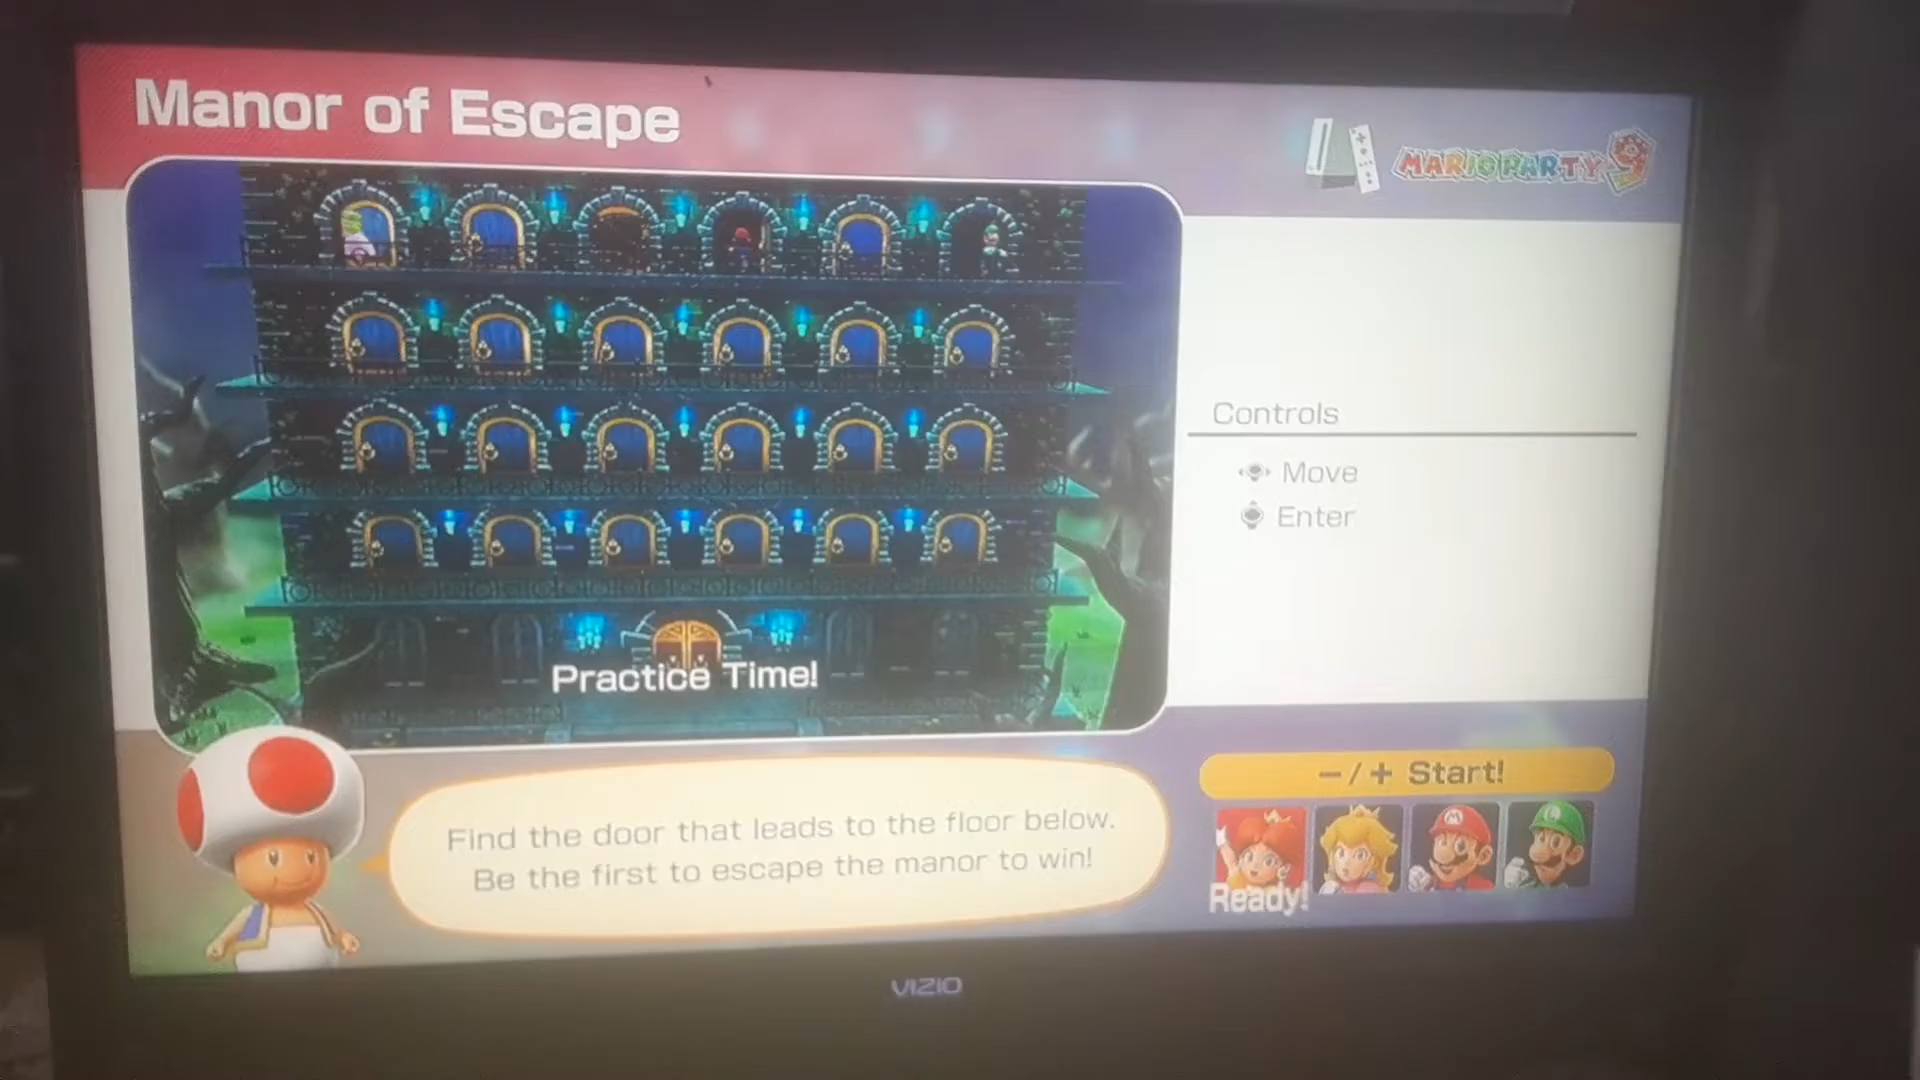 Manor of Escape
MARIO PARTY 9
Controls
Move
Enter
Practice Time!
Find the door that leads to the floor below.
Be the first to escape the manor to win!
−/+ Start!
Ready!
VIZIO